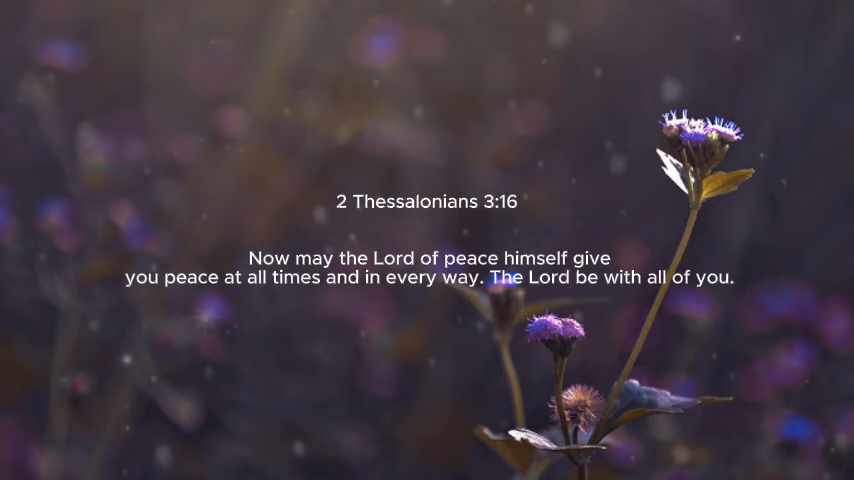 2 Thessalonians 3:16
Now may the Lord of peace himself give
you peace at all times and in every way. The Lord be with all of you.